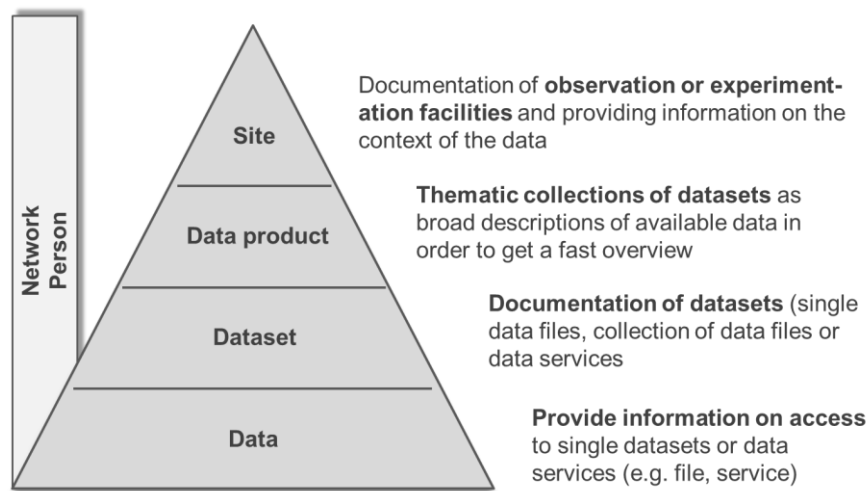 Network
Person
Site
Documentation of observation or experiment-
ation facilities and providing information on the
context of the data
Data product
Thematic collections of datasets as
broad descriptions of available data in
order to get a fast overview
Dataset
Documentation of datasets (single
data files, collection of data files or
data services
Data
Provide information on access
to single datasets or data
services (e.g. file, service)